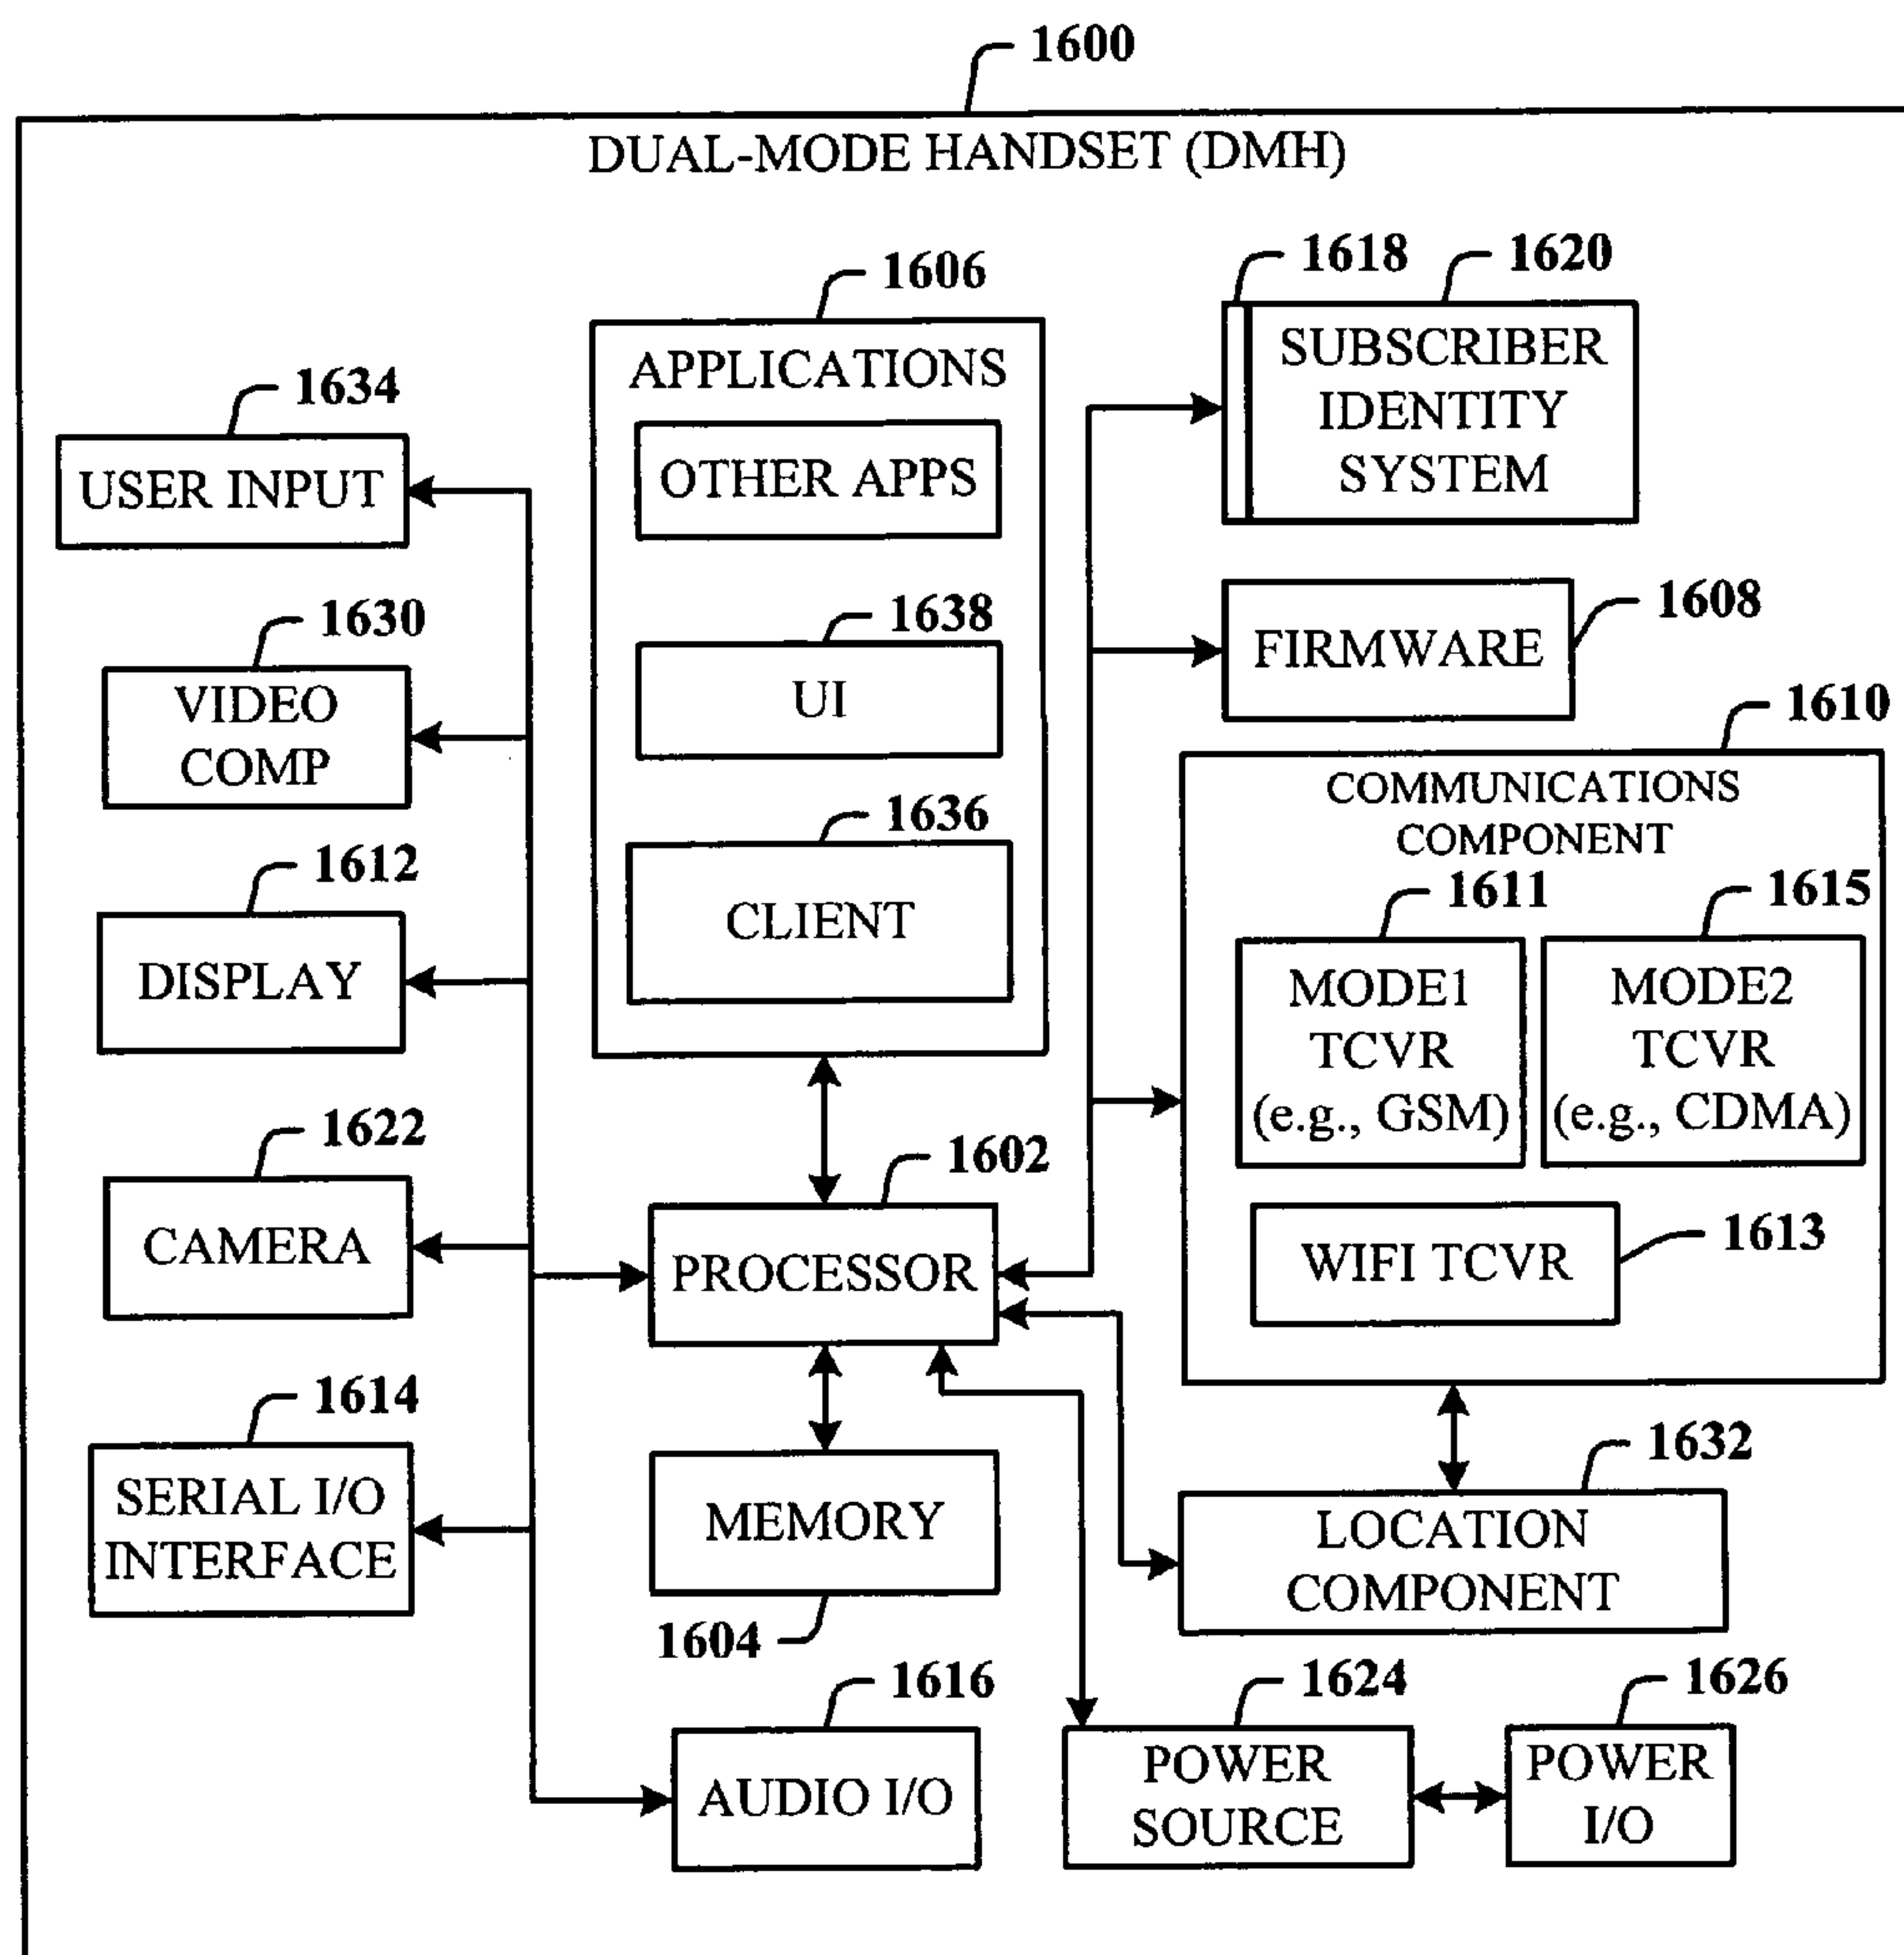 1600
DUAL-MODE HANDSET (DMH)
1618
1620
1606
SUBSCRIBER
IDENTITY
SYSTEM
APPLICATIONS
OTHER APPS
1634
USER INPUT
1638
UI
1608
FIRMWARE
1630
VIDEO
COMP
1636
CLIENT
1610
COMMUNICATIONS
COMPONENT
1611
MODE1
TCVR
(e.g., GSM)
1615
MODE2
TCVR
(e.g., CDMA)
1613
WIFI TCVR
1612
DISPLAY
1622
CAMERA
1602
PROCESSOR
1614
SERIAL I/O
INTERFACE
MEMORY
1604
1632
LOCATION
COMPONENT
1616
AUDIO I/O
1624
POWER
SOURCE
1626
POWER
I/O